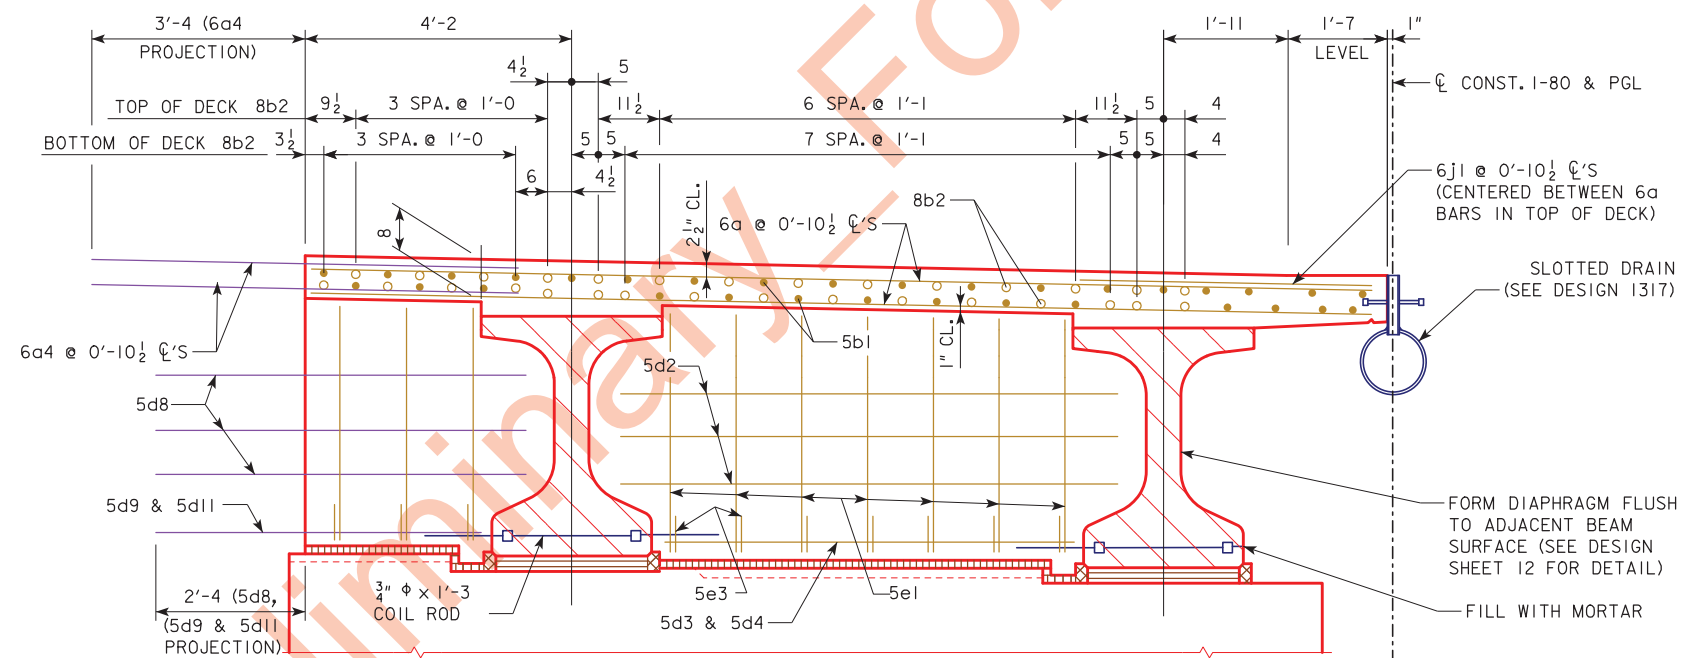 3'-4 (6a4
PROJECTION)
4'-2
1'-11
1'-7
LEVEL
1"
4½
5
℄ CONST. I-80 & PGL
TOP OF DECK 8b2
9½
3 SPA. @ 1'-0
11½
6 SPA. @ 1'-1
11½
5
4
BOTTOM OF DECK 8b2
3½
3 SPA. @ 1'-0
5
5
7 SPA. @ 1'-1
5
5
4
6
4½
2½" CL.
8b2
6j1 @ 0'-10½ ℄'S
(CENTERED BETWEEN 6a
BARS IN TOP OF DECK)
8
6a @ 0'-10½ ℄'S
SLOTTED DRAIN
(SEE DESIGN 1317)
6a4 @ 0'-10½ ℄'S
5b1
1" CL.
5d2
5d8
5d9 & 5d11
FORM DIAPHRAGM FLUSH
TO ADJACENT BEAM
SURFACE (SEE DESIGN
SHEET 12 FOR DETAIL)
2'-4 (5d8,
(5d9 & 5d11
PROJECTION)
¾" ϕ x 1'-3
COIL ROD
5e3
5e1
5d3 & 5d4
FILL WITH MORTAR
liminary_Fo